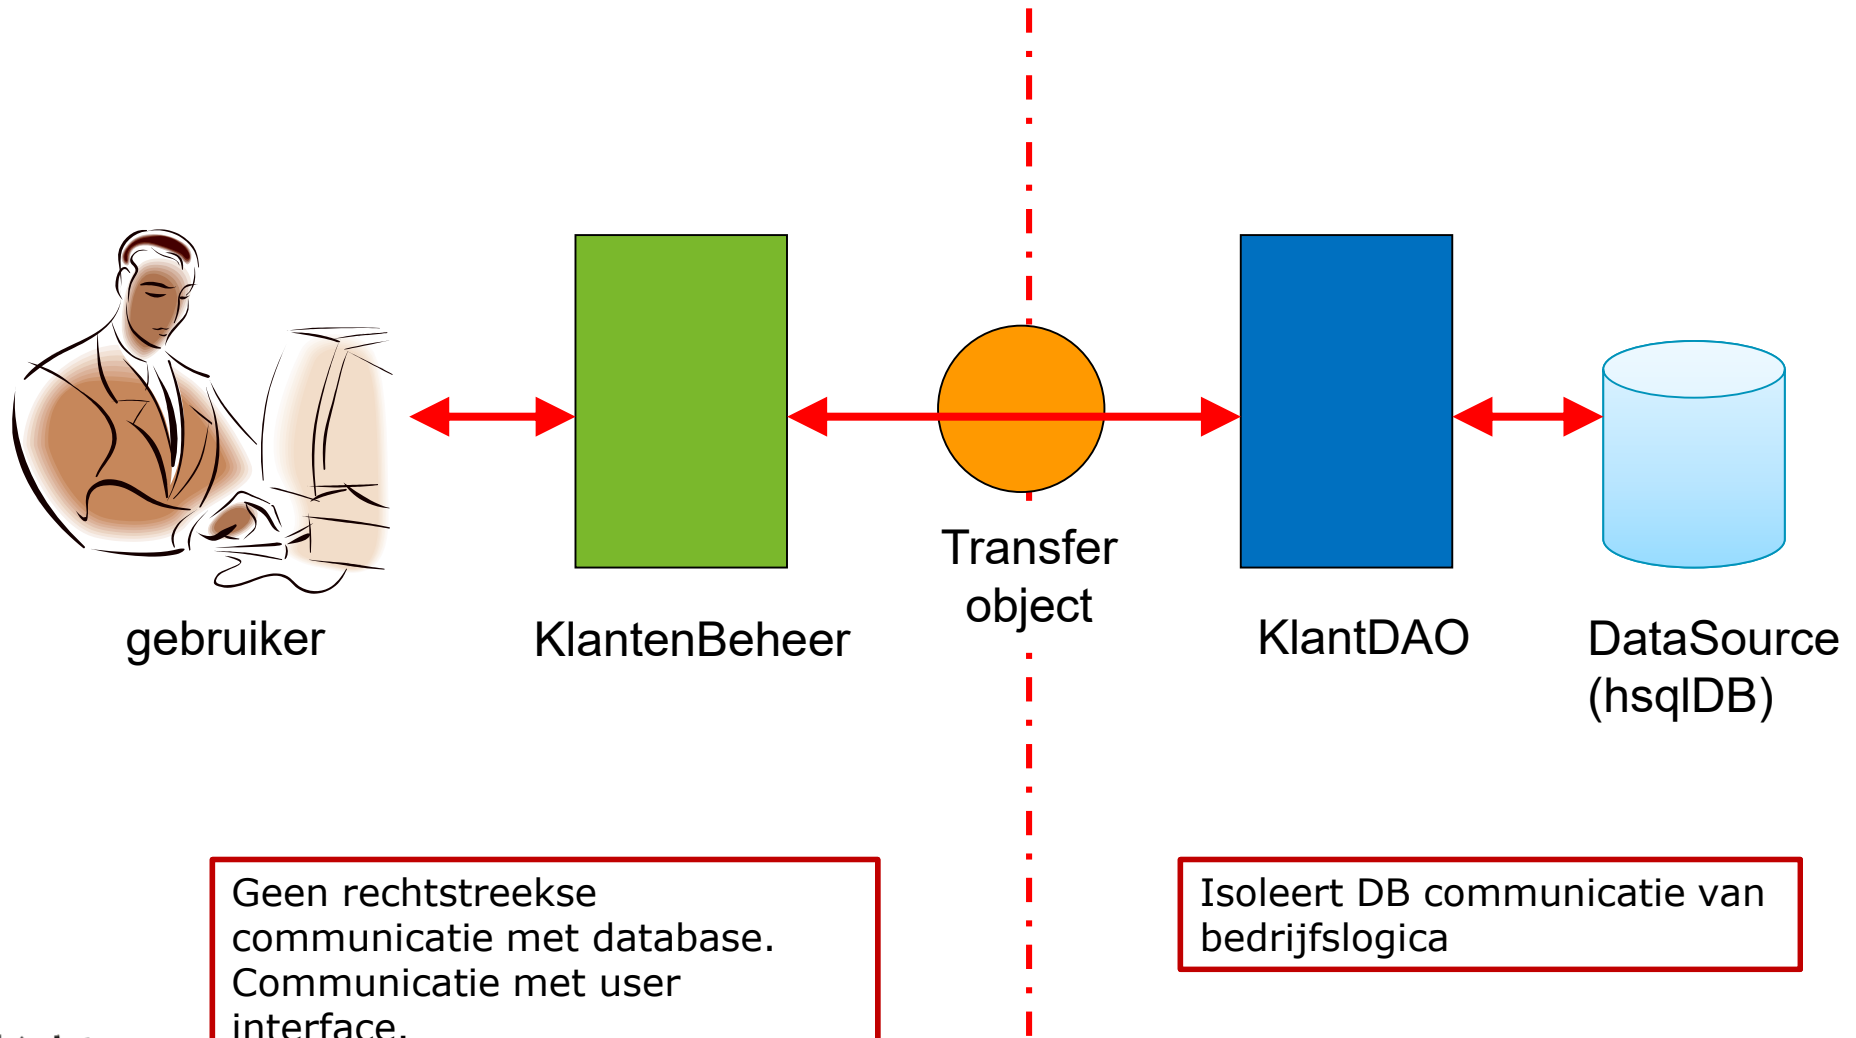 gebruiker
KlantenBeheer
Transfer
object
KlantDAO
DataSource
(hsqlDB)
Geen rechtstreekse
communicatie met database.
Communicatie met user
interface.
Isoleert DB communicatie van
bedrijfslogica